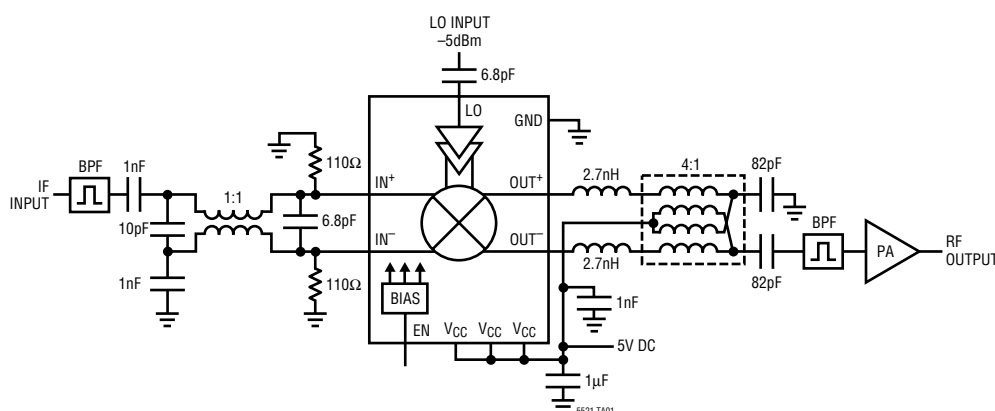 LO INPUT
–5dBm
6.8pF
LO
GND
110Ω
BPF
1nF
IF
INPUT
1:1
10pF
6.8pF
1nF
110Ω
IN+
IN–
OUT+
OUT–
2.7nH
2.7nH
4:1
82pF
82pF
BPF
PA
RF
OUTPUT
BIAS
EN
VCC
VCC
VCC
1nF
5V DC
1µF
5521 TA01